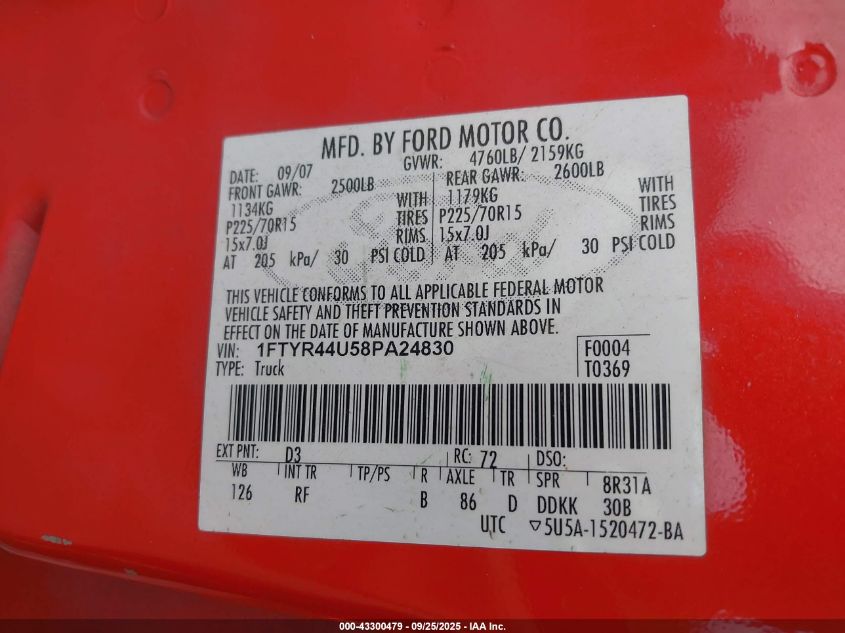 MFD. BY FORD MOTOR CO.
DATE: 09/07 GVWR: 4760LB/ 2159KG
FRONT GAWR: 2500LB REAR GAWR: 2600LB
1134KG WITH 1179KG WITH
P225/70R15 TIRES P225/70R15 TIRES
15x7.0J RIMS 15x7.0J RIMS
AT 205 kPa/ 30 PSI COLD AT 205 kPa/ 30 PSI COLD
THIS VEHICLE CONFORMS TO ALL APPLICABLE FEDERAL MOTOR
VEHICLE SAFETY AND THEFT PREVENTION STANDARDS IN
EFFECT ON THE DATE OF MANUFACTURE SHOWN ABOVE.
VIN: 1FTYR44U58PA24830 F0004
TYPE: Truck T0369
EXT PNT: D3 RC: 72 DSO:
WB INT TR TP/PS R AXLE TR SPR 8R31A
126 RF B 86 D DDKK 30B
UTC ▽5U5A-1520472-BA
000-43300479 - 09/25/2025 - IAA Inc.